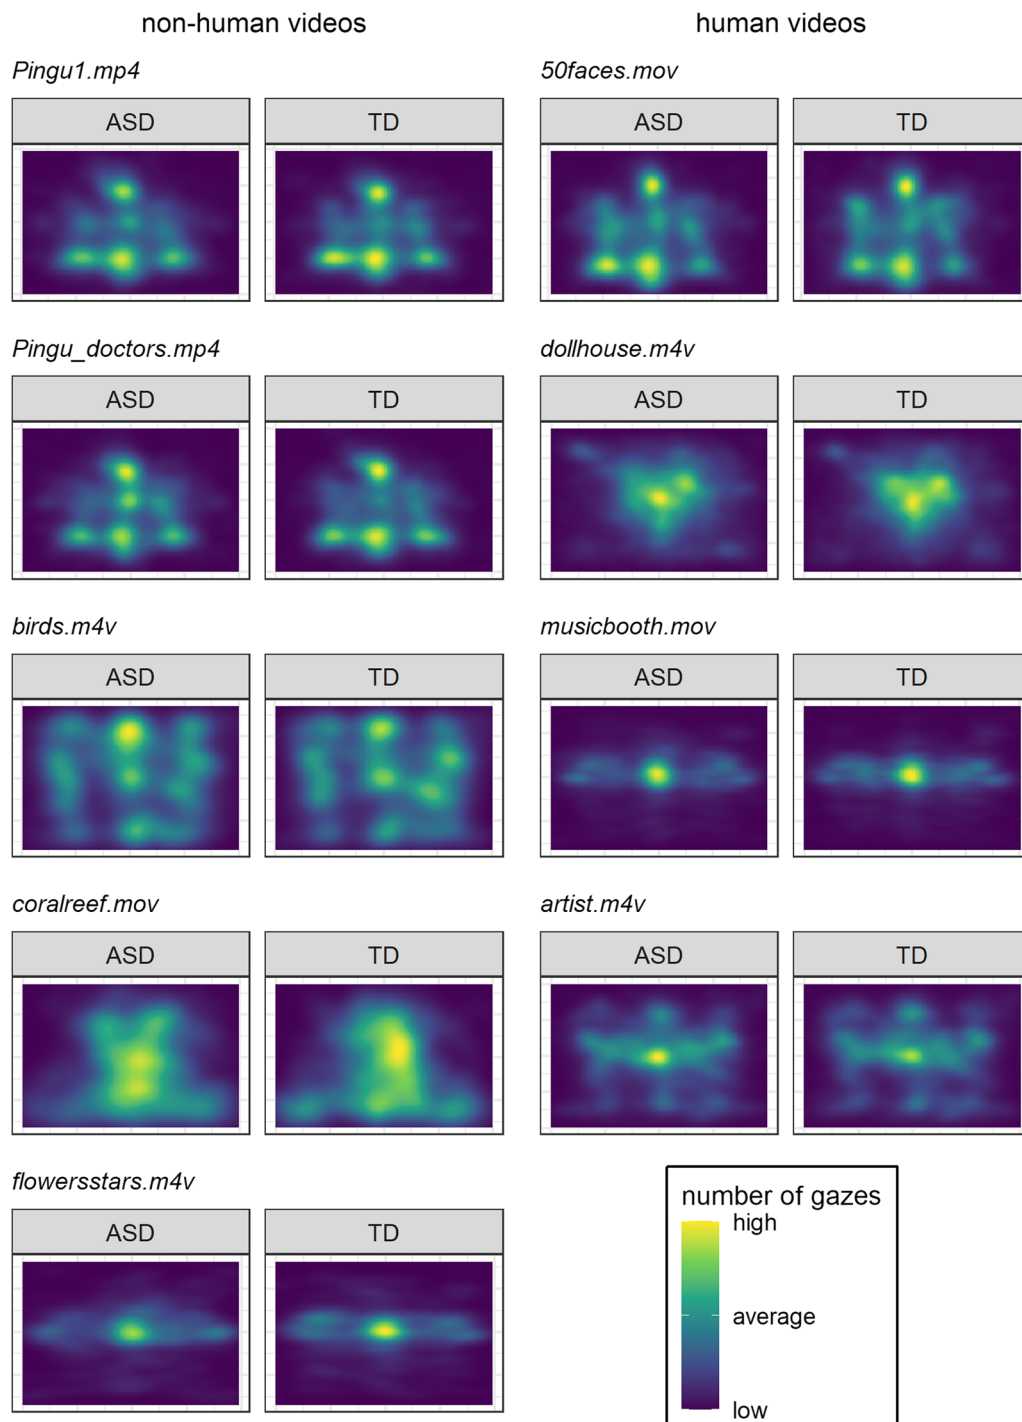 non-human videos
human videos
Pingu1.mp4
50faces.mov
ASD
TD
ASD
TD
Pingu_doctors.mp4
dollhouse.m4v
ASD
TD
ASD
TD
birds.m4v
musicbooth.mov
ASD
TD
ASD
TD
coralreef.mov
artist.m4v
ASD
TD
ASD
TD
flowersstars.m4v
ASD
TD
number of gazes
high
average
low